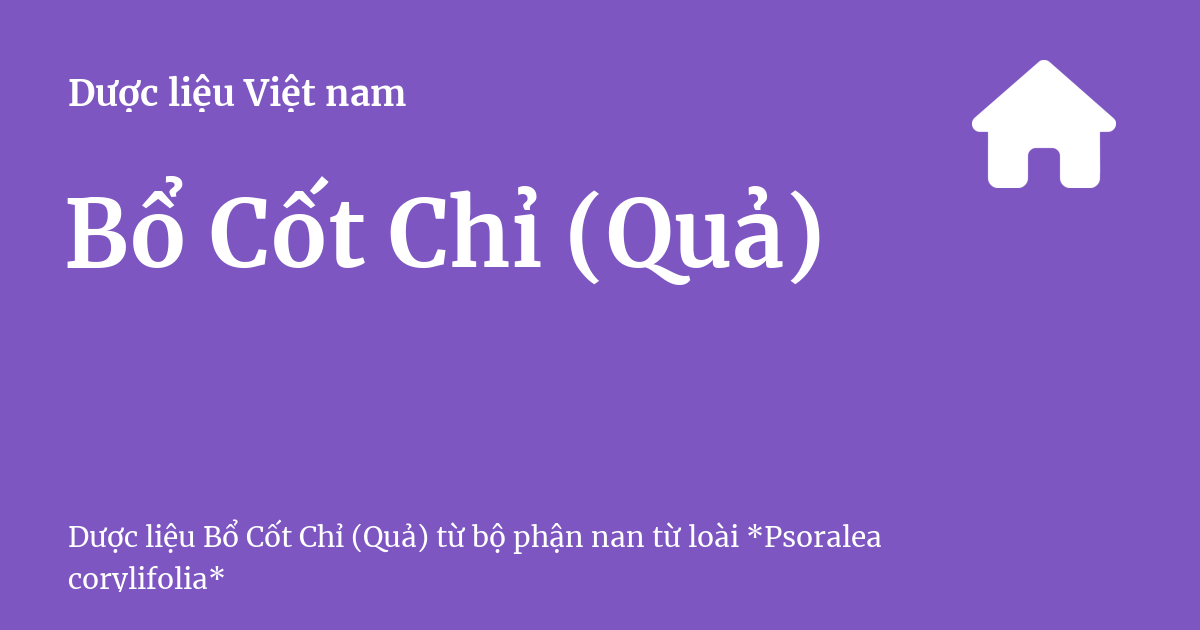 Dược liệu Việt nam
Bổ Cốt Chỉ (Quả)
Dược liệu Bổ Cốt Chỉ (Quả) từ bộ phận nan từ loài *Psoralea
corylifolia*